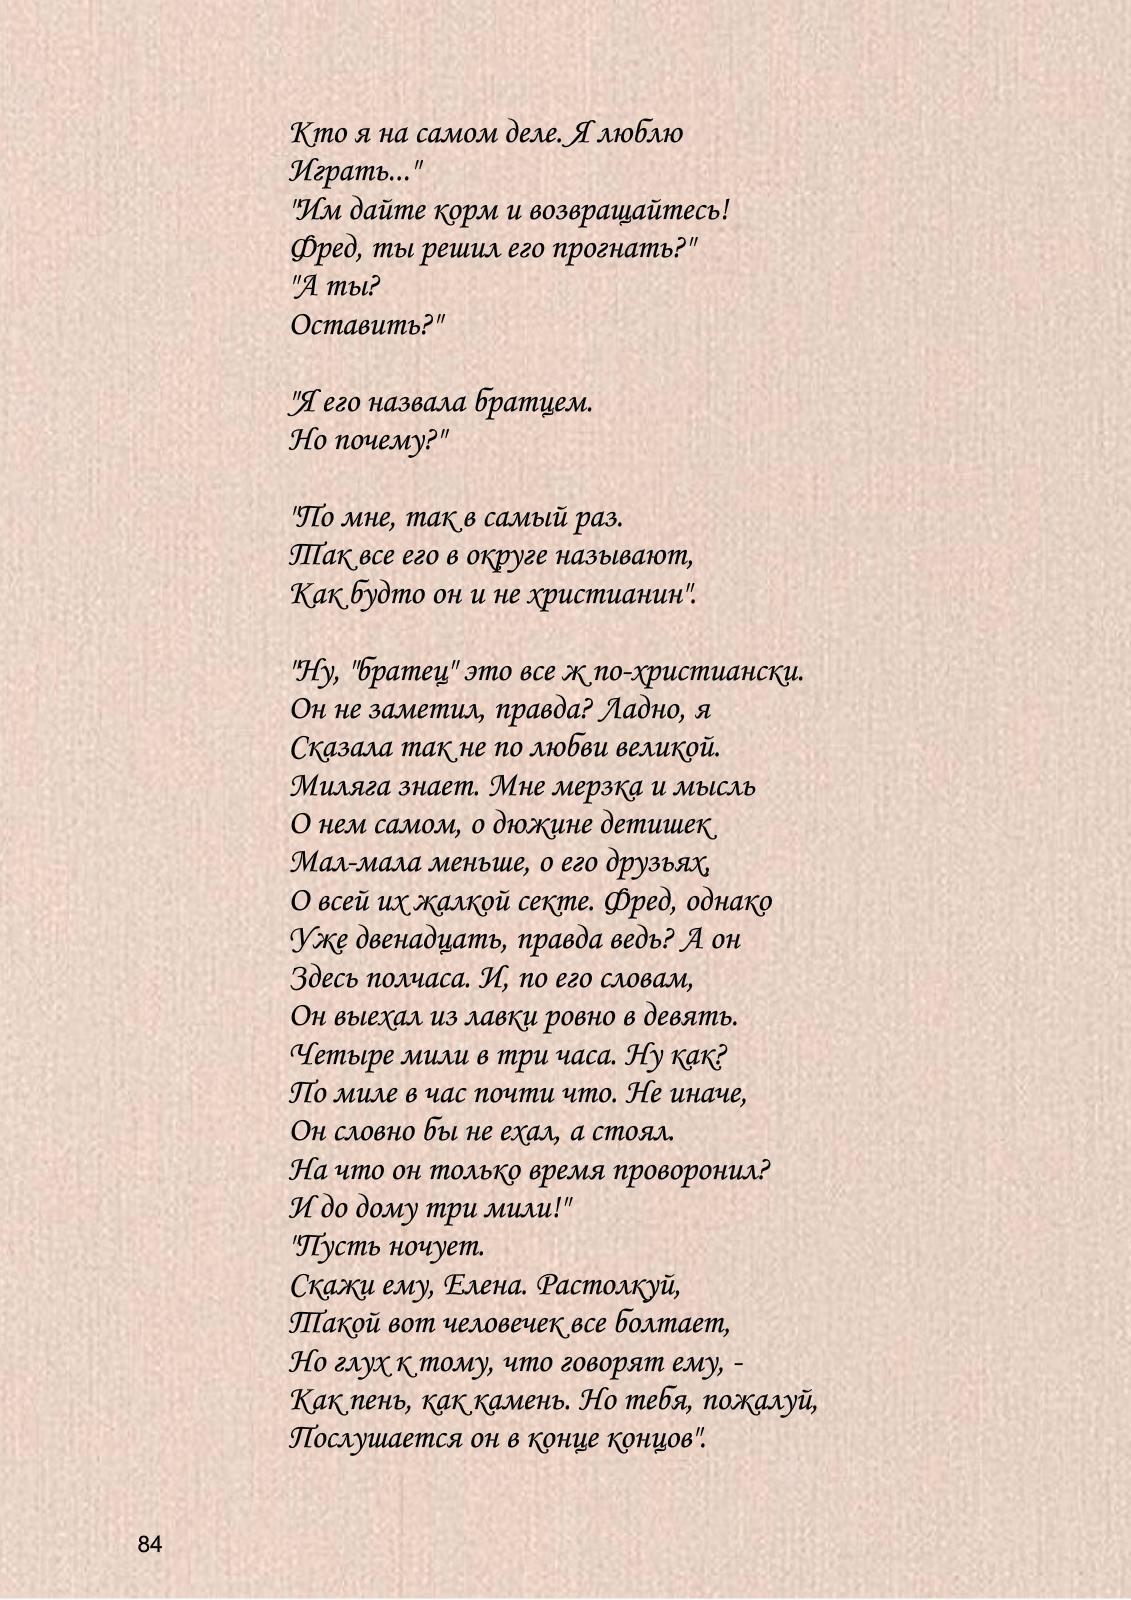 Кто я на самом деле. Я люблю
Играть..."
"Им дайте корм и возвращайтесь!
Фред, ты решил его прогнать?"
"А ты?
Оставить?"
"Я его назвала братцем.
Но почему?"
"По мне, так в самый раз.
Так все его в округе называют,
Как будто он и не христианин".
"Ну, "братец" это все ж по-христиански.
Он не заметил, правда? Ладно, я
Сказала так не по любви великой.
Миляга знает. Мне мерзка и мысль
О нем самом, о дюжине детишек
Мал-мала меньше, о его друзьях,
О всей их жалкой секте. Фред, однако
Уже двенадцать, правда ведь? А он
Здесь полчаса. И, по его словам,
Он выехал из лавки ровно в девять.
Четыре мили в три часа. Ну как?
По миле в час почти что. Не иначе,
Он словно бы не ехал, а стоял.
На что он только время проворонил?
И до дому три мили!"
"Пусть ночует.
Скажи ему, Елена. Растолкуй,
Такой вот человечек все болтает,
Но глух к тому, что говорят ему, -
Как пень, как камень. Но тебя, пожалуй,
Послушается он в конце концов".
84